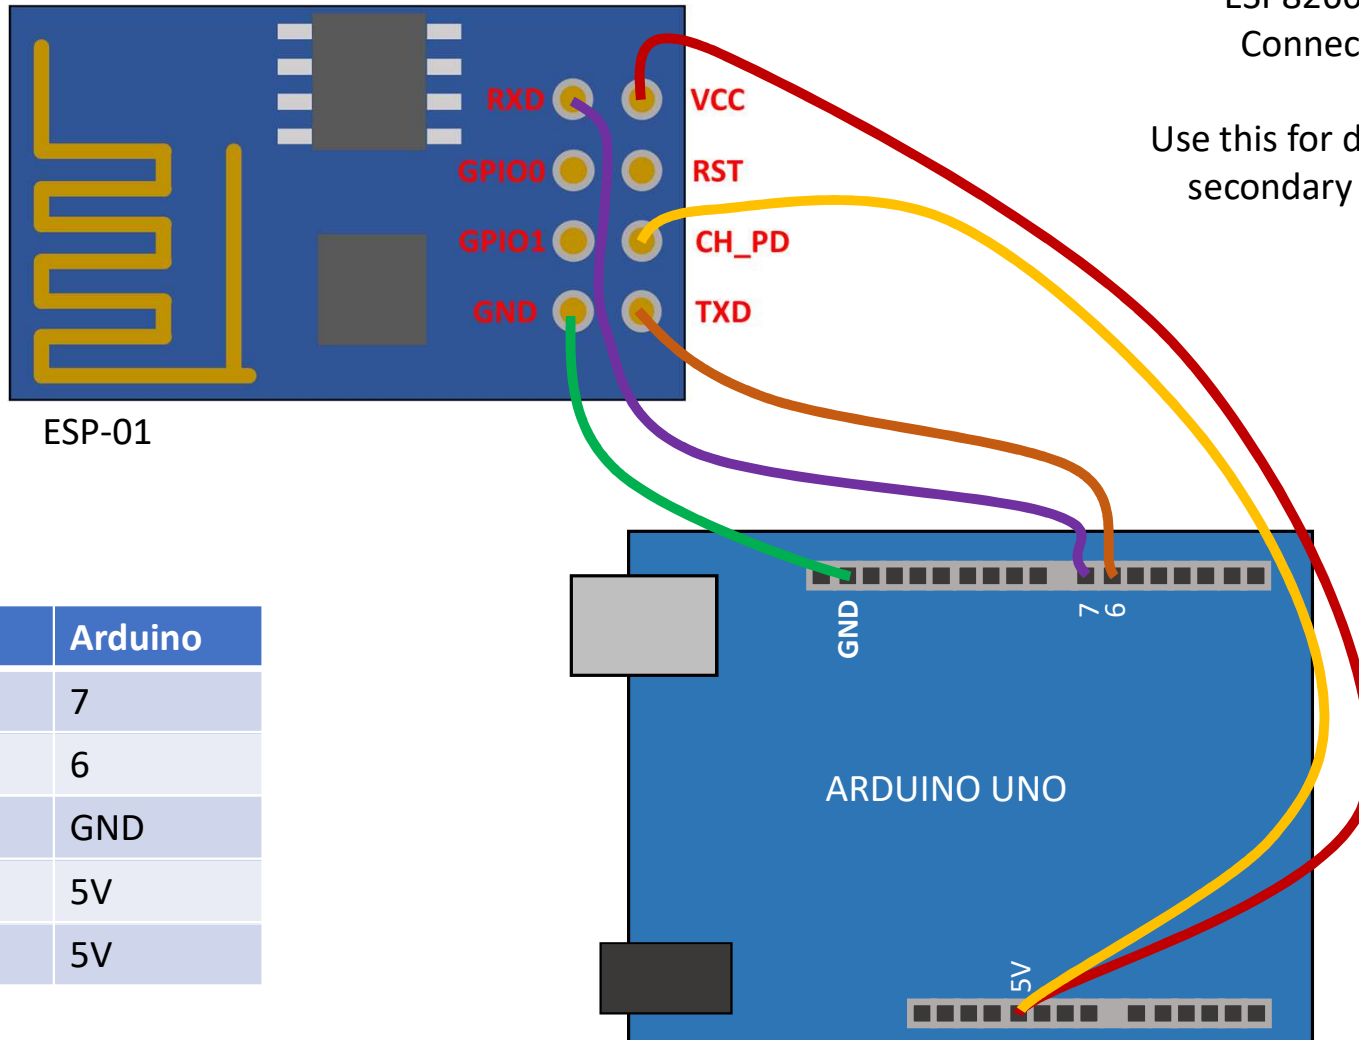 Connec
Use this for d
secondary
RXD
VCC
GPIO0
RST
GPIO1
CH_PD
GND
TXD
ESP-01
GND
7
6
Arduino
7
6
GND
5V
5V
ARDUINO UNO
5V